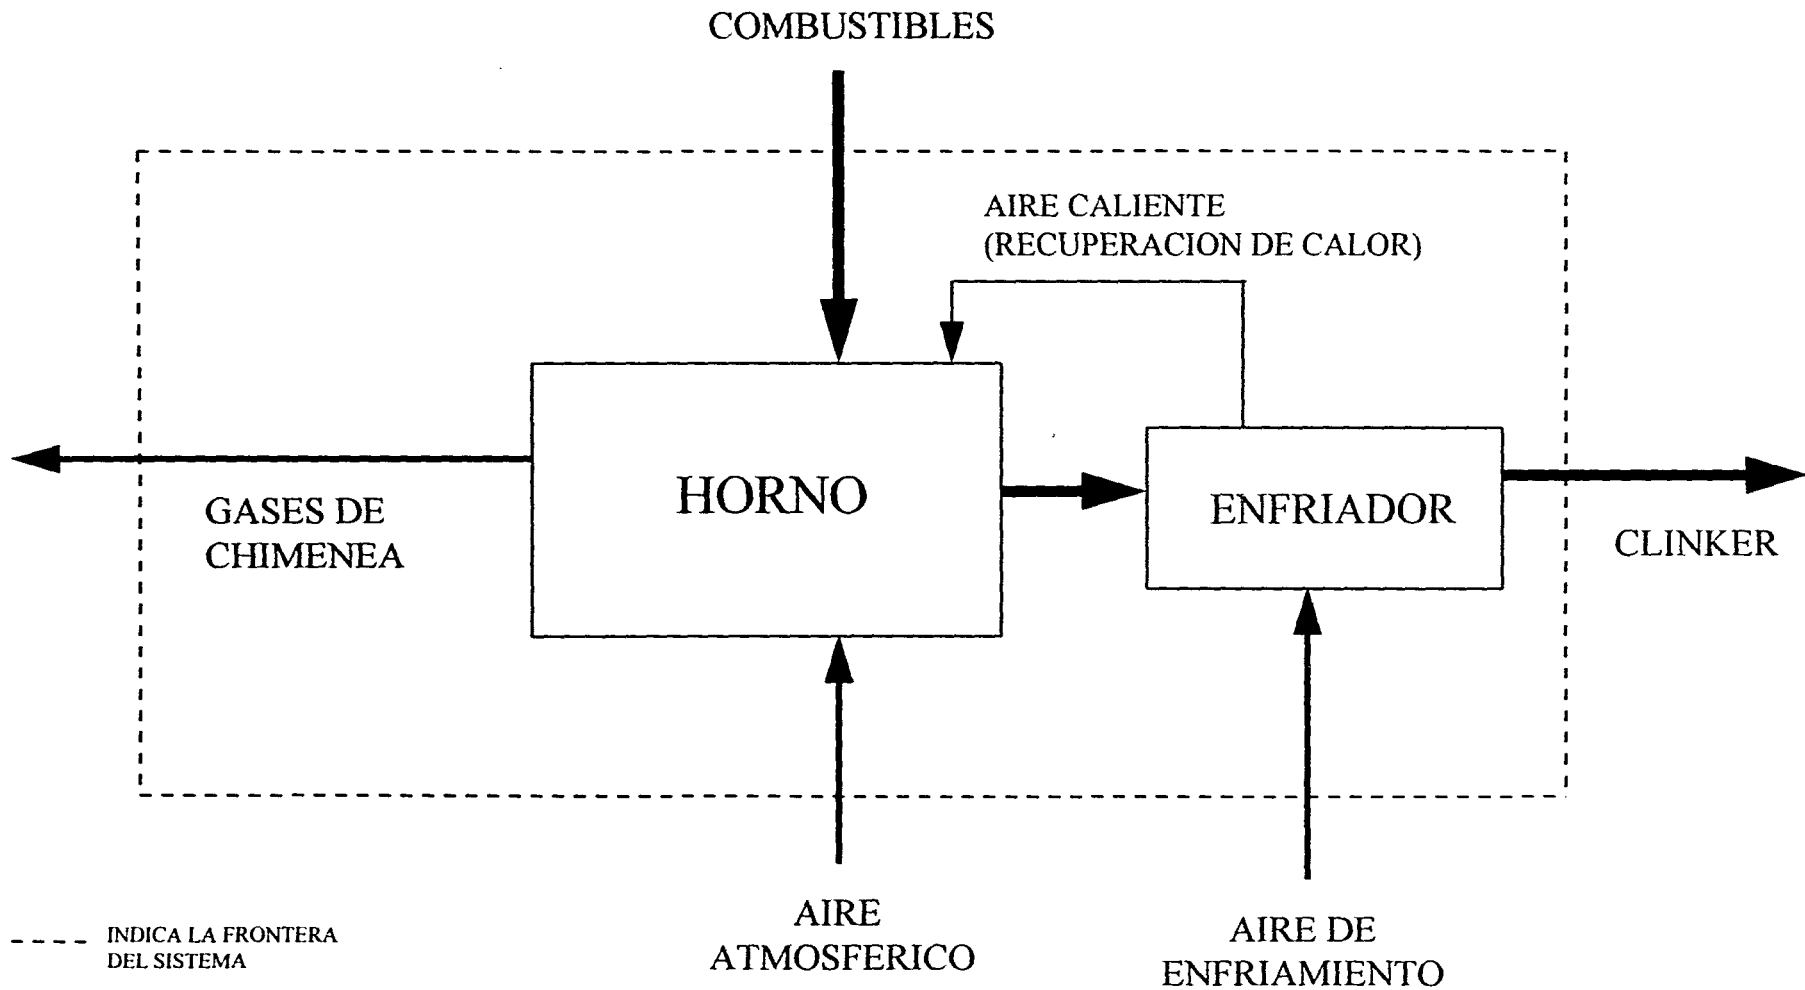 COMBUSTIBLES
AIRE CALIENTE
(RECUPERACION DE CALOR)
HORNO
ENFRIADOR
GASES DE
CHIMENEA
CLINKER
AIRE
ATMOSFERICO
AIRE DE
ENFRIAMIENTO
INDICA LA FRONTERA
DEL SISTEMA